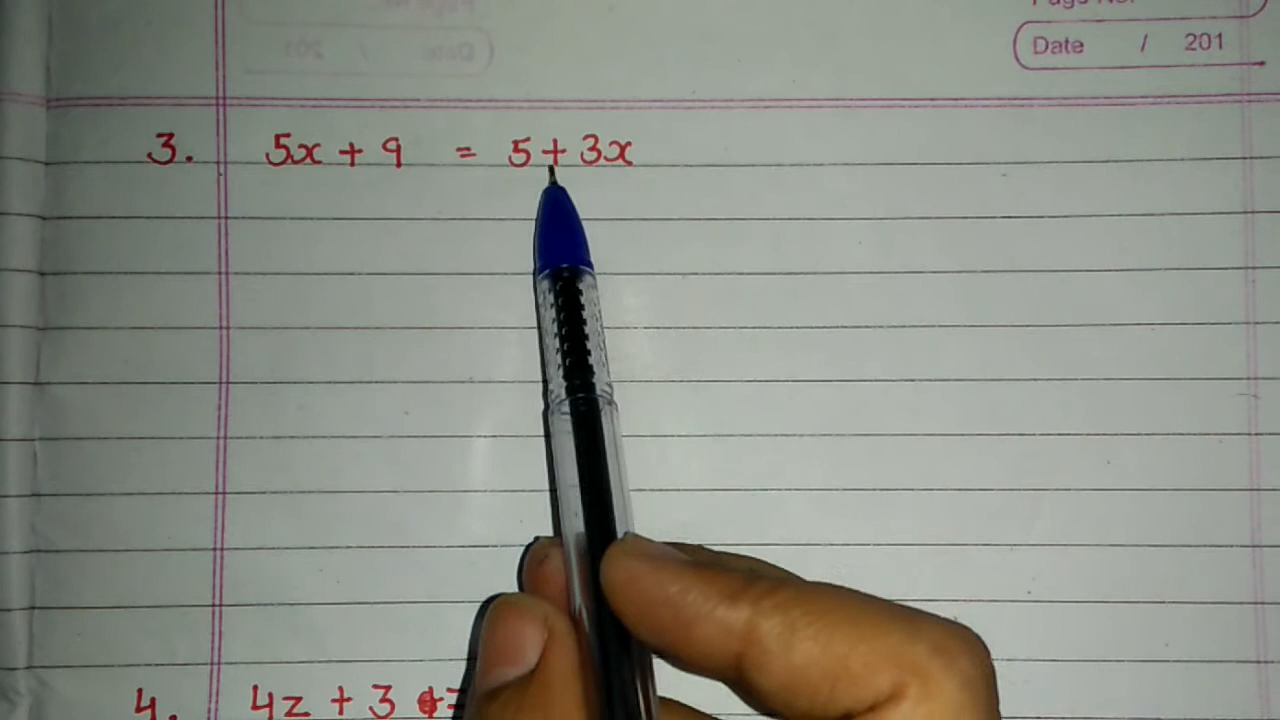 Date / 201
3. 5x + 9 = 5 + 3x
4. 4z + 3 =